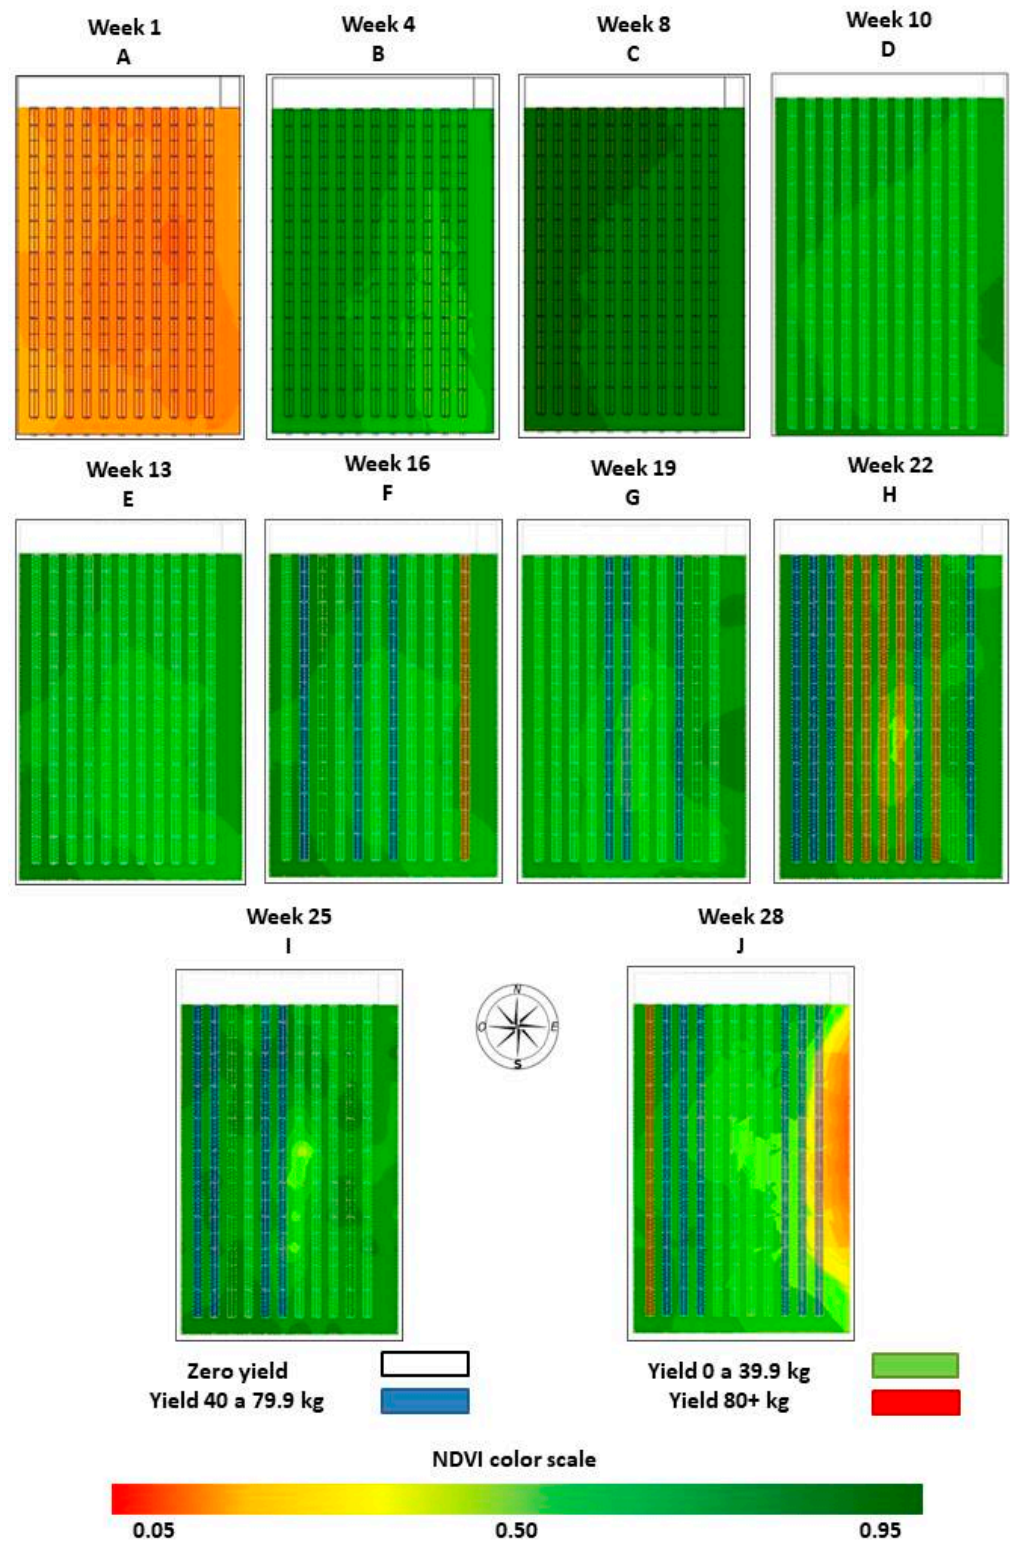 Week 1
A
Week 4
B
Week 8
C
Week 10
D
Week 13
E
Week 16
F
Week 19
G
Week 22
H
Week 25
I
Week 28
J
N
O
E
S
Zero yield
Yield 0 a 39.9 kg
Yield 40 a 79.9 kg
Yield 80+ kg
NDVI color scale
0.05
0.50
0.95